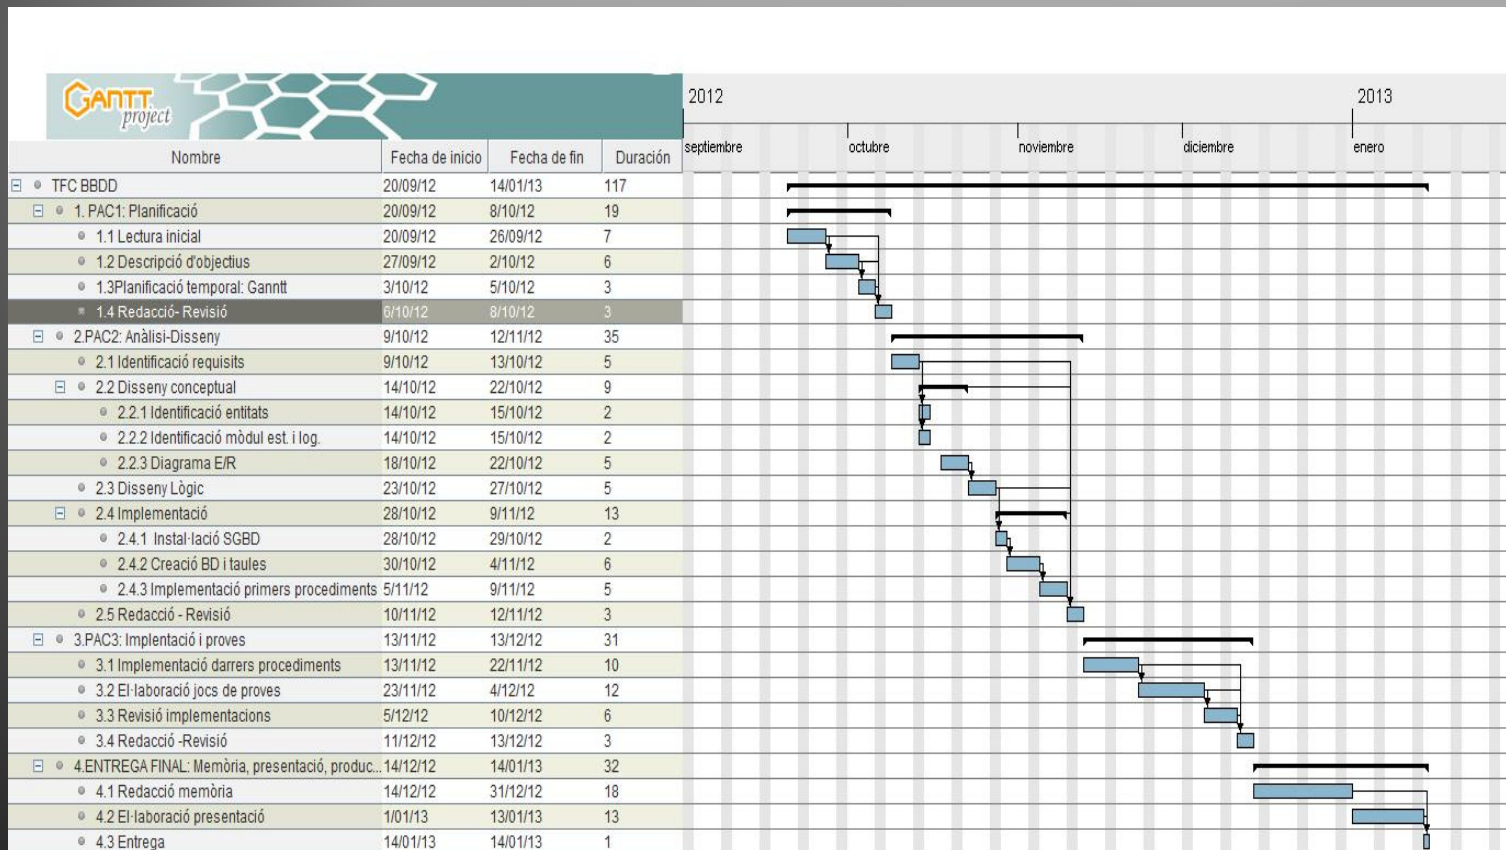 GANTT
project
2012 2013
septiembre octubre noviembre diciembre enero
Nombre Fecha de inicio Fecha de fin Duración
TFC BBDD 20/09/12 14/01/13 117
1. PAC1: Planificació 20/09/12 8/10/12 19
1.1 Lectura inicial 20/09/12 26/09/12 7
1.2 Descripció d'objectius 27/09/12 2/10/12 6
1.3Planificació temporal: Ganntt 3/10/12 5/10/12 3
1.4 Redacció- Revisió 6/10/12 8/10/12 3
2.PAC2: Anàlisi-Disseny 9/10/12 12/11/12 35
2.1 Identificació requisits 9/10/12 13/10/12 5
2.2 Disseny conceptual 14/10/12 22/10/12 9
2.2.1 Identificació entitats 14/10/12 15/10/12 2
2.2.2 Identificació mòdul est. i log. 14/10/12 15/10/12 2
2.2.3 Diagrama E/R 18/10/12 22/10/12 5
2.3 Disseny Lògic 23/10/12 27/10/12 5
2.4 Implementació 28/10/12 9/11/12 13
2.4.1 Instal·lació SGBD 28/10/12 29/10/12 2
2.4.2 Creació BD i taules 30/10/12 4/11/12 6
2.4.3 Implementació primers procediments 5/11/12 9/11/12 5
2.5 Redacció - Revisió 10/11/12 12/11/12 3
3.PAC3: Implentació i proves 13/11/12 13/12/12 31
3.1 Implementació darrers procediments 13/11/12 22/11/12 10
3.2 El·laboració jocs de proves 23/11/12 4/12/12 12
3.3 Revisió implementacions 5/12/12 10/12/12 6
3.4 Redacció -Revisió 11/12/12 13/12/12 3
4.ENTREGA FINAL: Memòria, presentació, produc... 14/12/12 14/01/13 32
4.1 Redacció memòria 14/12/12 31/12/12 18
4.2 El·laboració presentació 1/01/13 13/01/13 13
4.3 Entrega 14/01/13 14/01/13 1